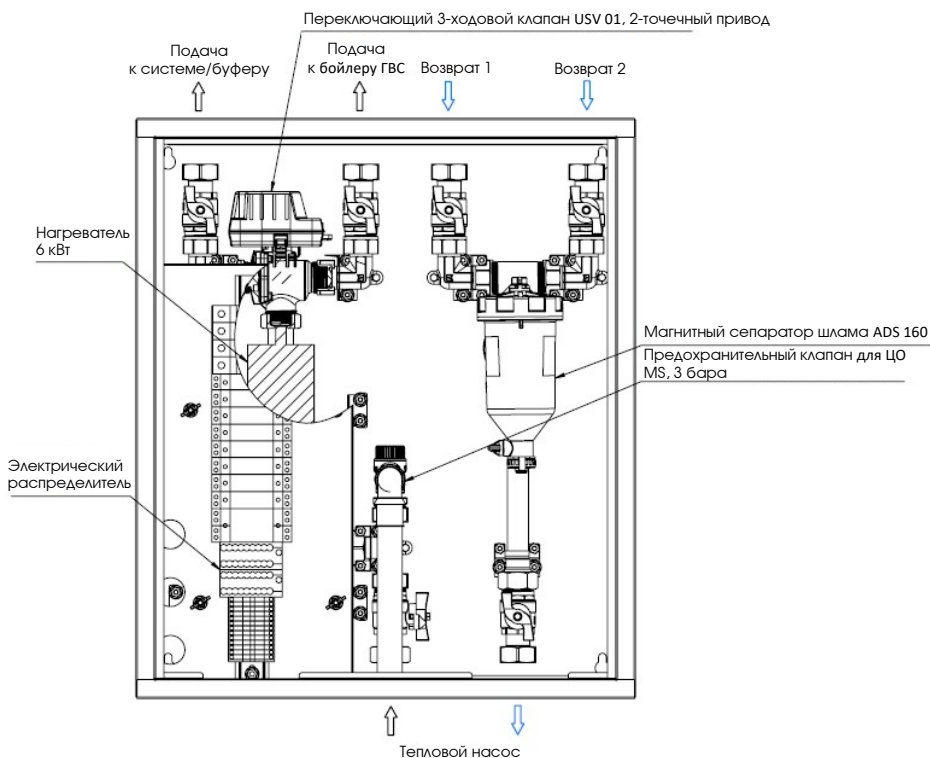 Переключающий 3-ходовой клапан USV 01, 2-точечный привод
Подача
к системе/буферу
Подача
к бойлеру ГВС
Возврат 1
Возврат 2
Нагреватель
6 кВт
Магнитный сепаратор шлама ADS 160
Предохранительный клапан для ЦО
MS, 3 бара
Электрический
распределитель
Тепловой насос